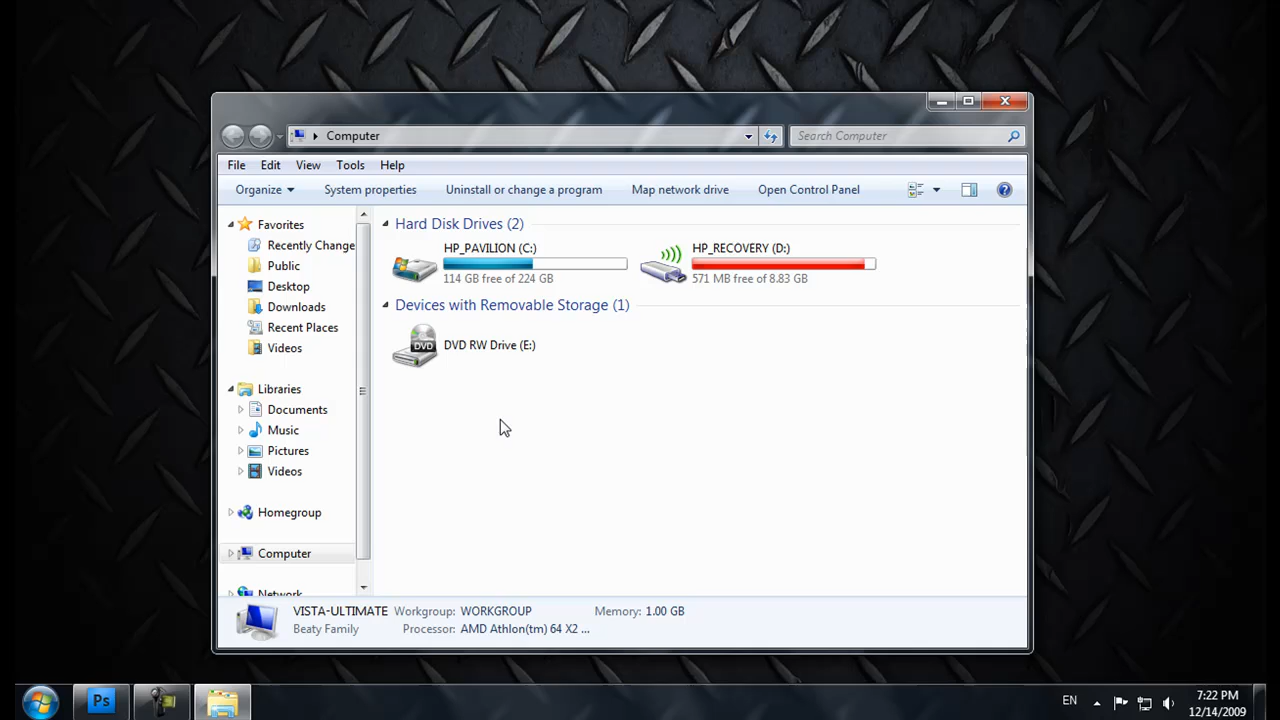 Computer
Search Computer
File Edit View Tools Help
Organize System properties Uninstall or change a program Map network drive Open Control Panel
Favorites
Recently Change
Public
Desktop
Downloads
Recent Places
Videos
Libraries
Documents
Music
Pictures
Videos
Homegroup
Computer
Network
Hard Disk Drives (2)
HP_PAVILION (C:)
114 GB free of 224 GB
HP_RECOVERY (D:)
571 MB free of 8.83 GB
Devices with Removable Storage (1)
DVD
DVD RW Drive (E:)
VISTA-ULTIMATE Workgroup: WORKGROUP Memory: 1.00 GB
Beaty Family Processor: AMD Athlon(tm) 64 X2 ...
Ps
EN
7:22 PM
12/14/2009